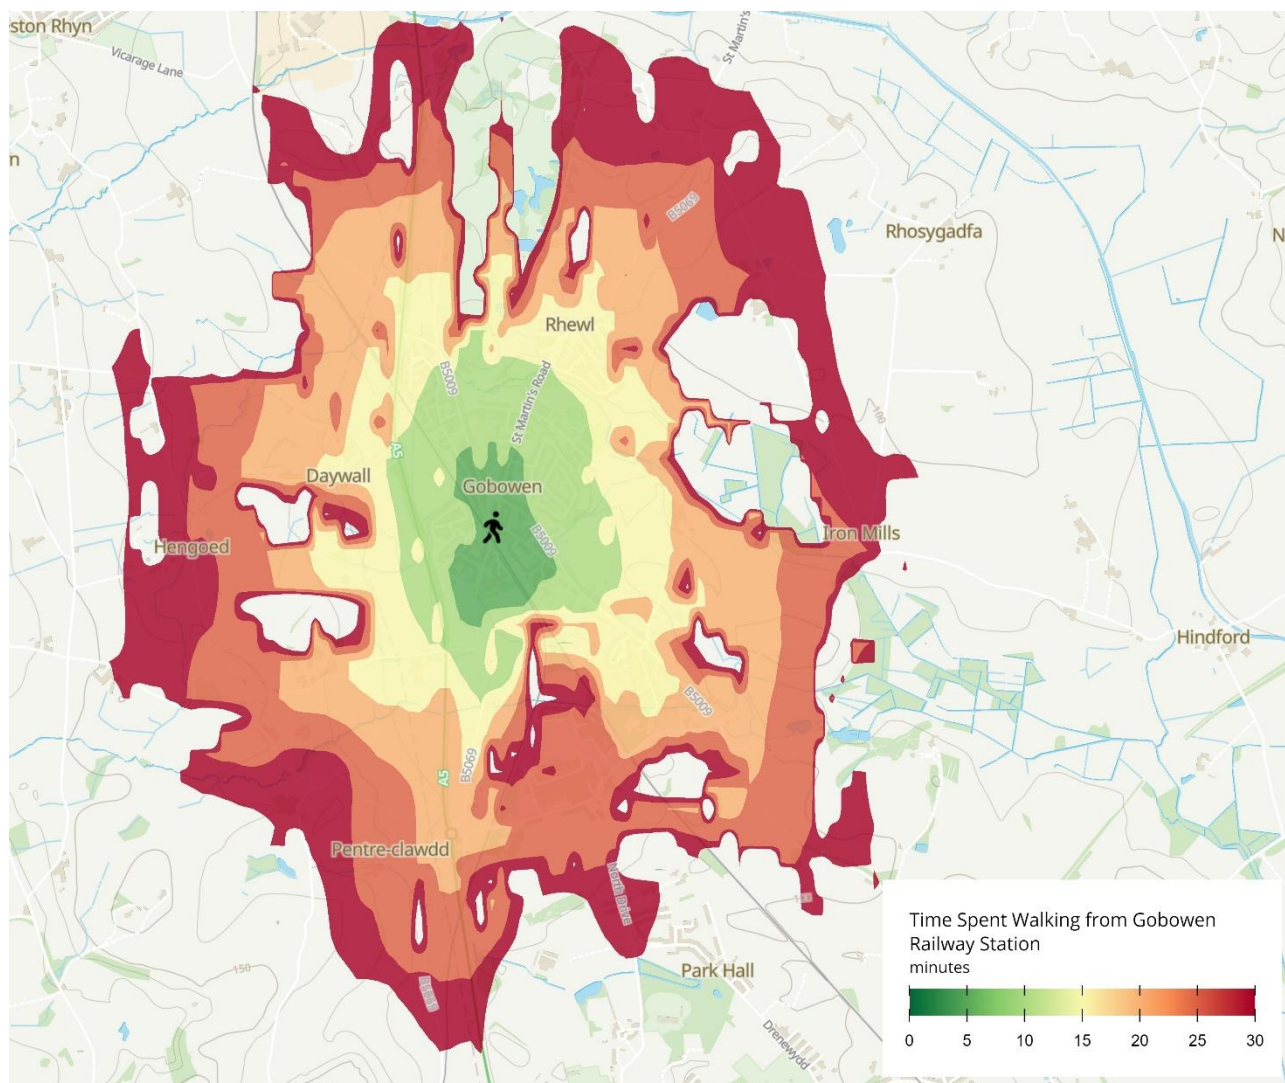 ston Rhyn
Vicarage Lane
St Martin's
n
B5069
Rhosygadfa
N
Rhewl
B5009
St Martin's Road
100
A5
Daywall
Gobowen
B5009
Iron Mills
Hengoed
Hindford
B5009
B5069
A5
Pentre-clawdd
North Drive
150
Park Hall
Drenewydd
Time Spent Walking from Gobowen
Railway Station
minutes
0 5 10 15 20 25 30